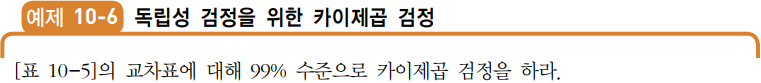 예제 10-6 독립성 검정을 위한 카이제곱 검정
[표 10-5]의 교차표에 대해 99% 수준으로 카이제곱 검정을 하라.